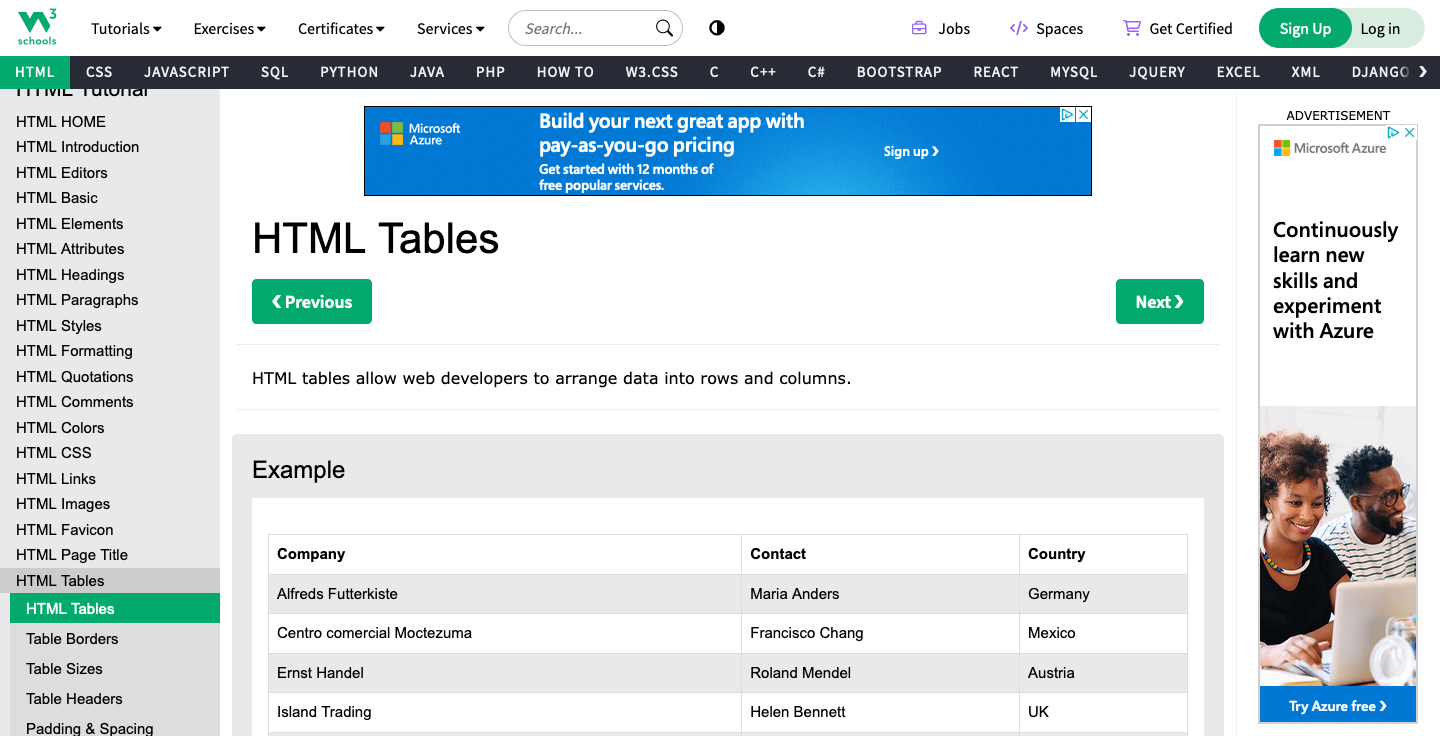 W3
schools
Tutorials
Exercises
Certificates
Services
Search...
Jobs
Spaces
Get Certified
Sign Up
Log in
HTML
CSS
JAVASCRIPT
SQL
PYTHON
JAVA
PHP
HOW TO
W3.CSS
C
C++
C#
BOOTSTRAP
REACT
MYSQL
JQUERY
EXCEL
XML
DJANGO
❯
HTML Tutorial
HTML HOME
HTML Introduction
HTML Editors
HTML Basic
HTML Elements
HTML Attributes
HTML Headings
HTML Paragraphs
HTML Styles
HTML Formatting
HTML Quotations
HTML Comments
HTML Colors
HTML CSS
HTML Links
HTML Images
HTML Favicon
HTML Page Title
HTML Tables
HTML Tables
Table Borders
Table Sizes
Table Headers
Padding & Spacing
Microsoft
Azure
Build your next great app with
pay-as-you-go pricing
Get started with 12 months of
free popular services.
Sign up ❯
HTML Tables
❮ Previous
Next ❯
HTML tables allow web developers to arrange data into rows and columns.
Example
Company Contact Country
Alfreds Futterkiste Maria Anders Germany
Centro comercial Moctezuma Francisco Chang Mexico
Ernst Handel Roland Mendel Austria
Island Trading Helen Bennett UK
ADVERTISEMENT
Microsoft Azure
Continuously
learn new
skills and
experiment
with Azure
Try Azure free ❯